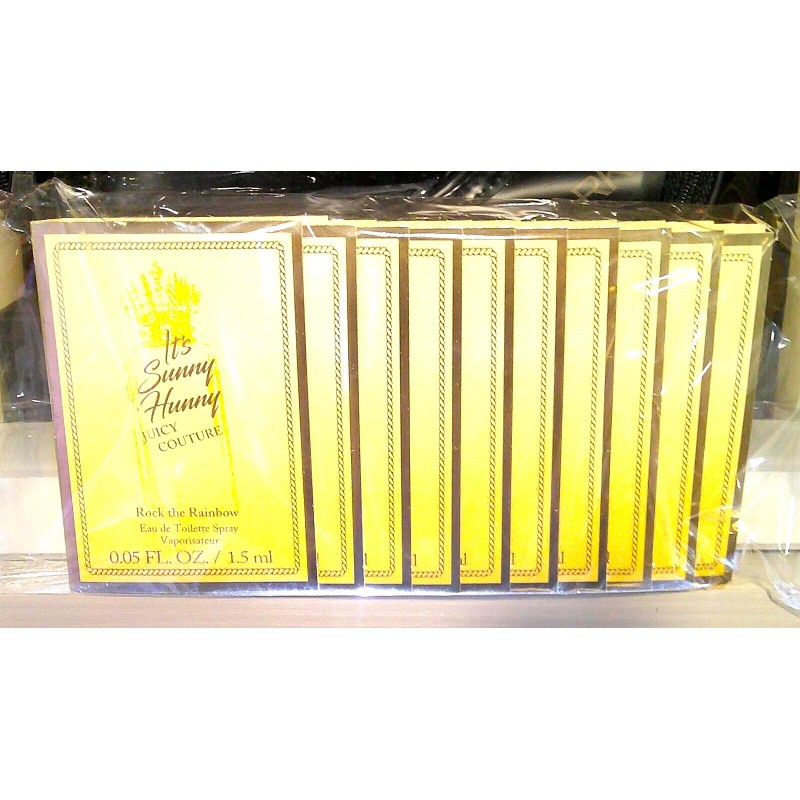 It's
Sunny
Hunny
JUICY
COUTURE
Rock the Rainbow
Eau de Toilette Spray
Vaporisateur
0.05 FL. OZ. / 1.5 ml
l
l
l
l
l
l
l
l
l